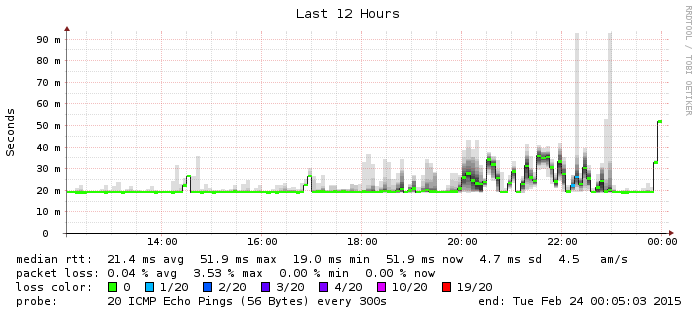 Last 12 Hours
RRDTOOL / TOBI OETIKER
Seconds
90 m
80 m
70 m
60 m
50 m
40 m
30 m
20 m
10 m
0
14:00 16:00 18:00 20:00 22:00 00:00
median rtt: 21.4 ms avg 51.9 ms max 19.0 ms min 51.9 ms now 4.7 ms sd 4.5 am/s
packet loss: 0.04 % avg 3.53 % max 0.00 % min 0.00 % now
loss color: 0 1/20 2/20 3/20 4/20 10/20 19/20
probe: 20 ICMP Echo Pings (56 Bytes) every 300s end: Tue Feb 24 00:05:03 2015